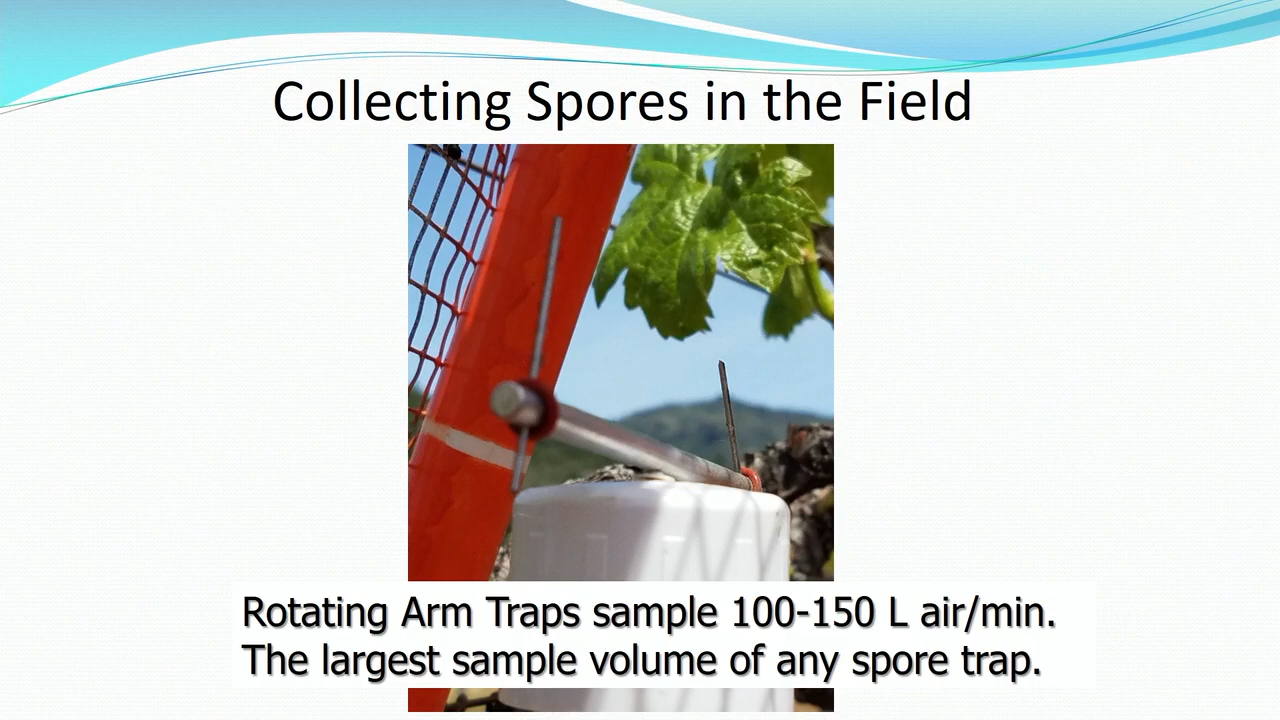 Collecting Spores in the Field
Rotating Arm Traps sample 100-150 L air/min.
The largest sample volume of any spore trap.